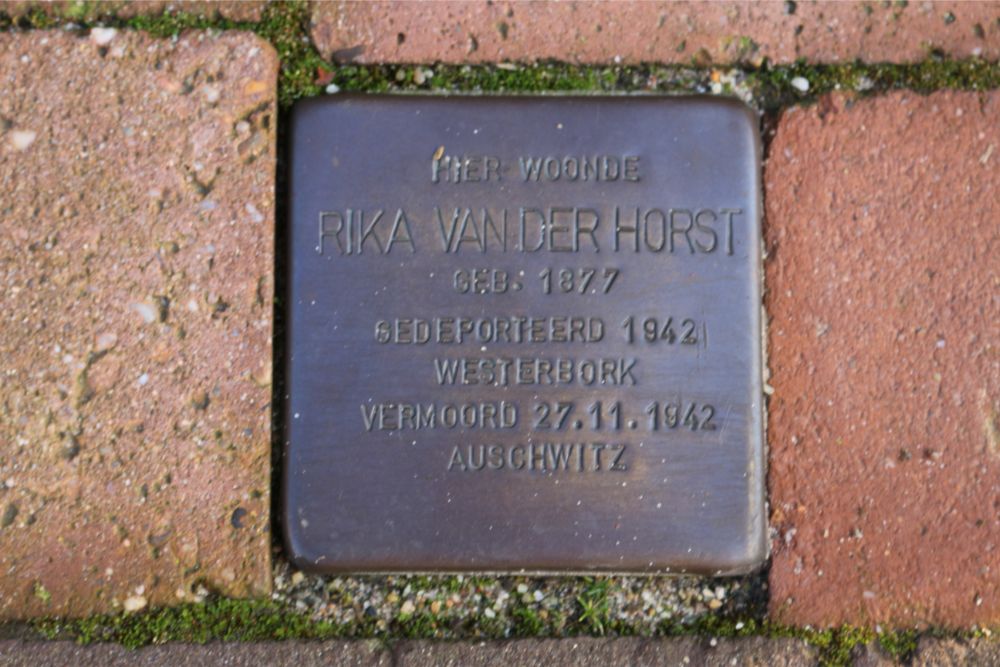 HIER WOONDE
RIKA VAN DER HORST
GEB. 1877
GEDEPORTEERD 1942
WESTERBORK
VERMOORD 27.11.1942
AUSCHWITZ